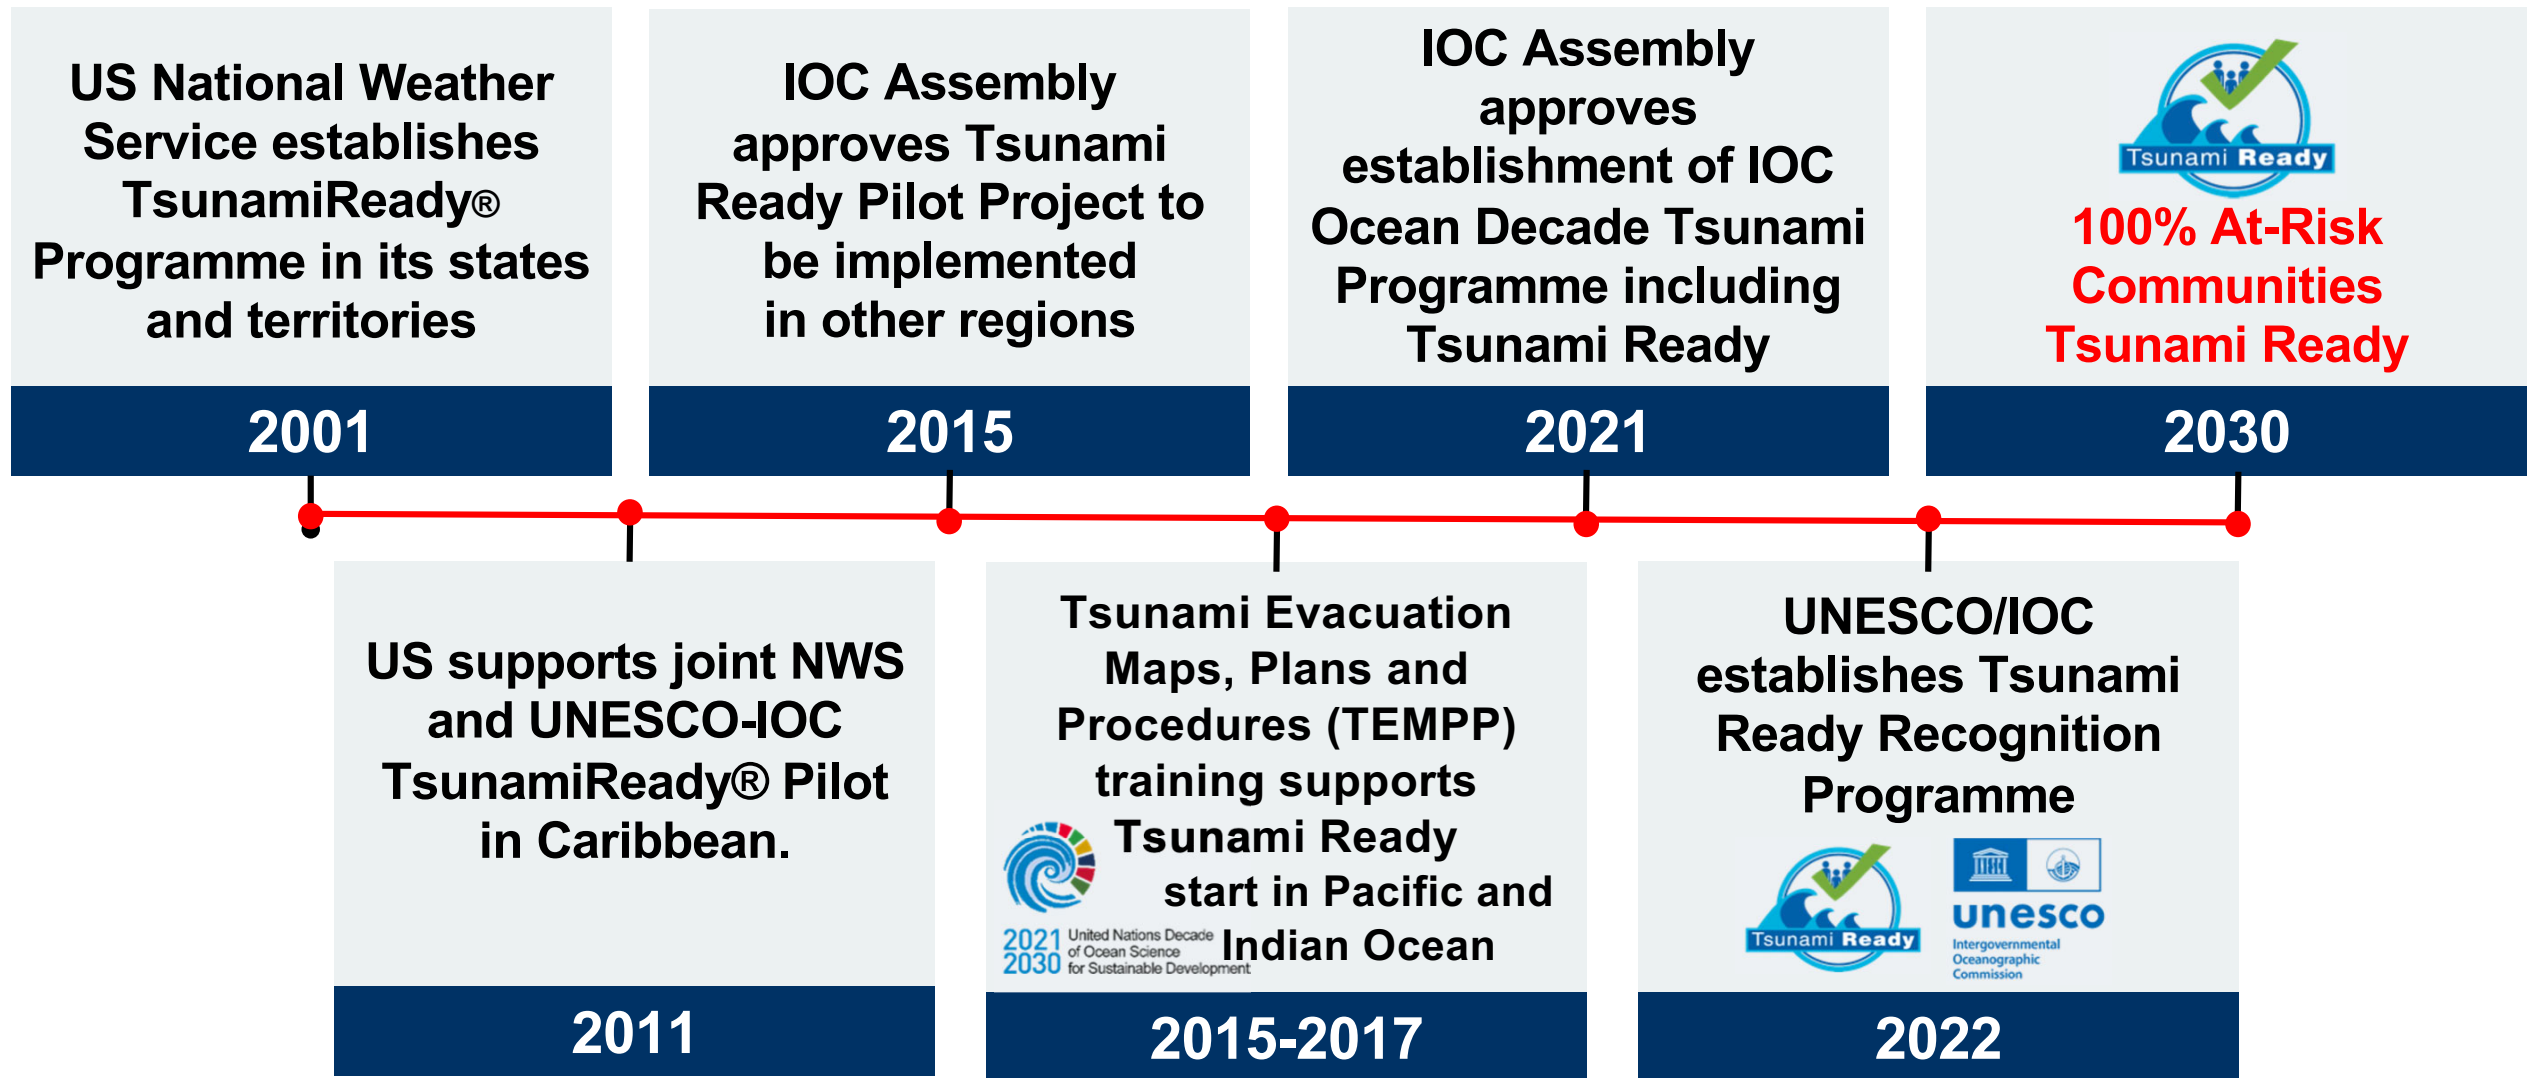 US National Weather
Service establishes
TsunamiReady®
Programme in its states
and territories
2001
IOC Assembly
approves Tsunami
Ready Pilot Project to
be implemented
in other regions
2015
IOC Assembly
approves
establishment of IOC
Ocean Decade Tsunami
Programme including
Tsunami Ready
2021
Tsunami Ready
100% At-Risk
Communities
Tsunami Ready
2030
US supports joint NWS
and UNESCO-IOC
TsunamiReady® Pilot
in Caribbean.
2011
Tsunami Evacuation
Maps, Plans and
Procedures (TEMPP)
training supports
Tsunami Ready
start in Pacific and
Indian Ocean
2021
2030
United Nations Decade
of Ocean Science
for Sustainable Development
2015-2017
UNESCO/IOC
establishes Tsunami
Ready Recognition
Programme
Tsunami Ready
unesco
Intergovernmental
Oceanographic
Commission
2022